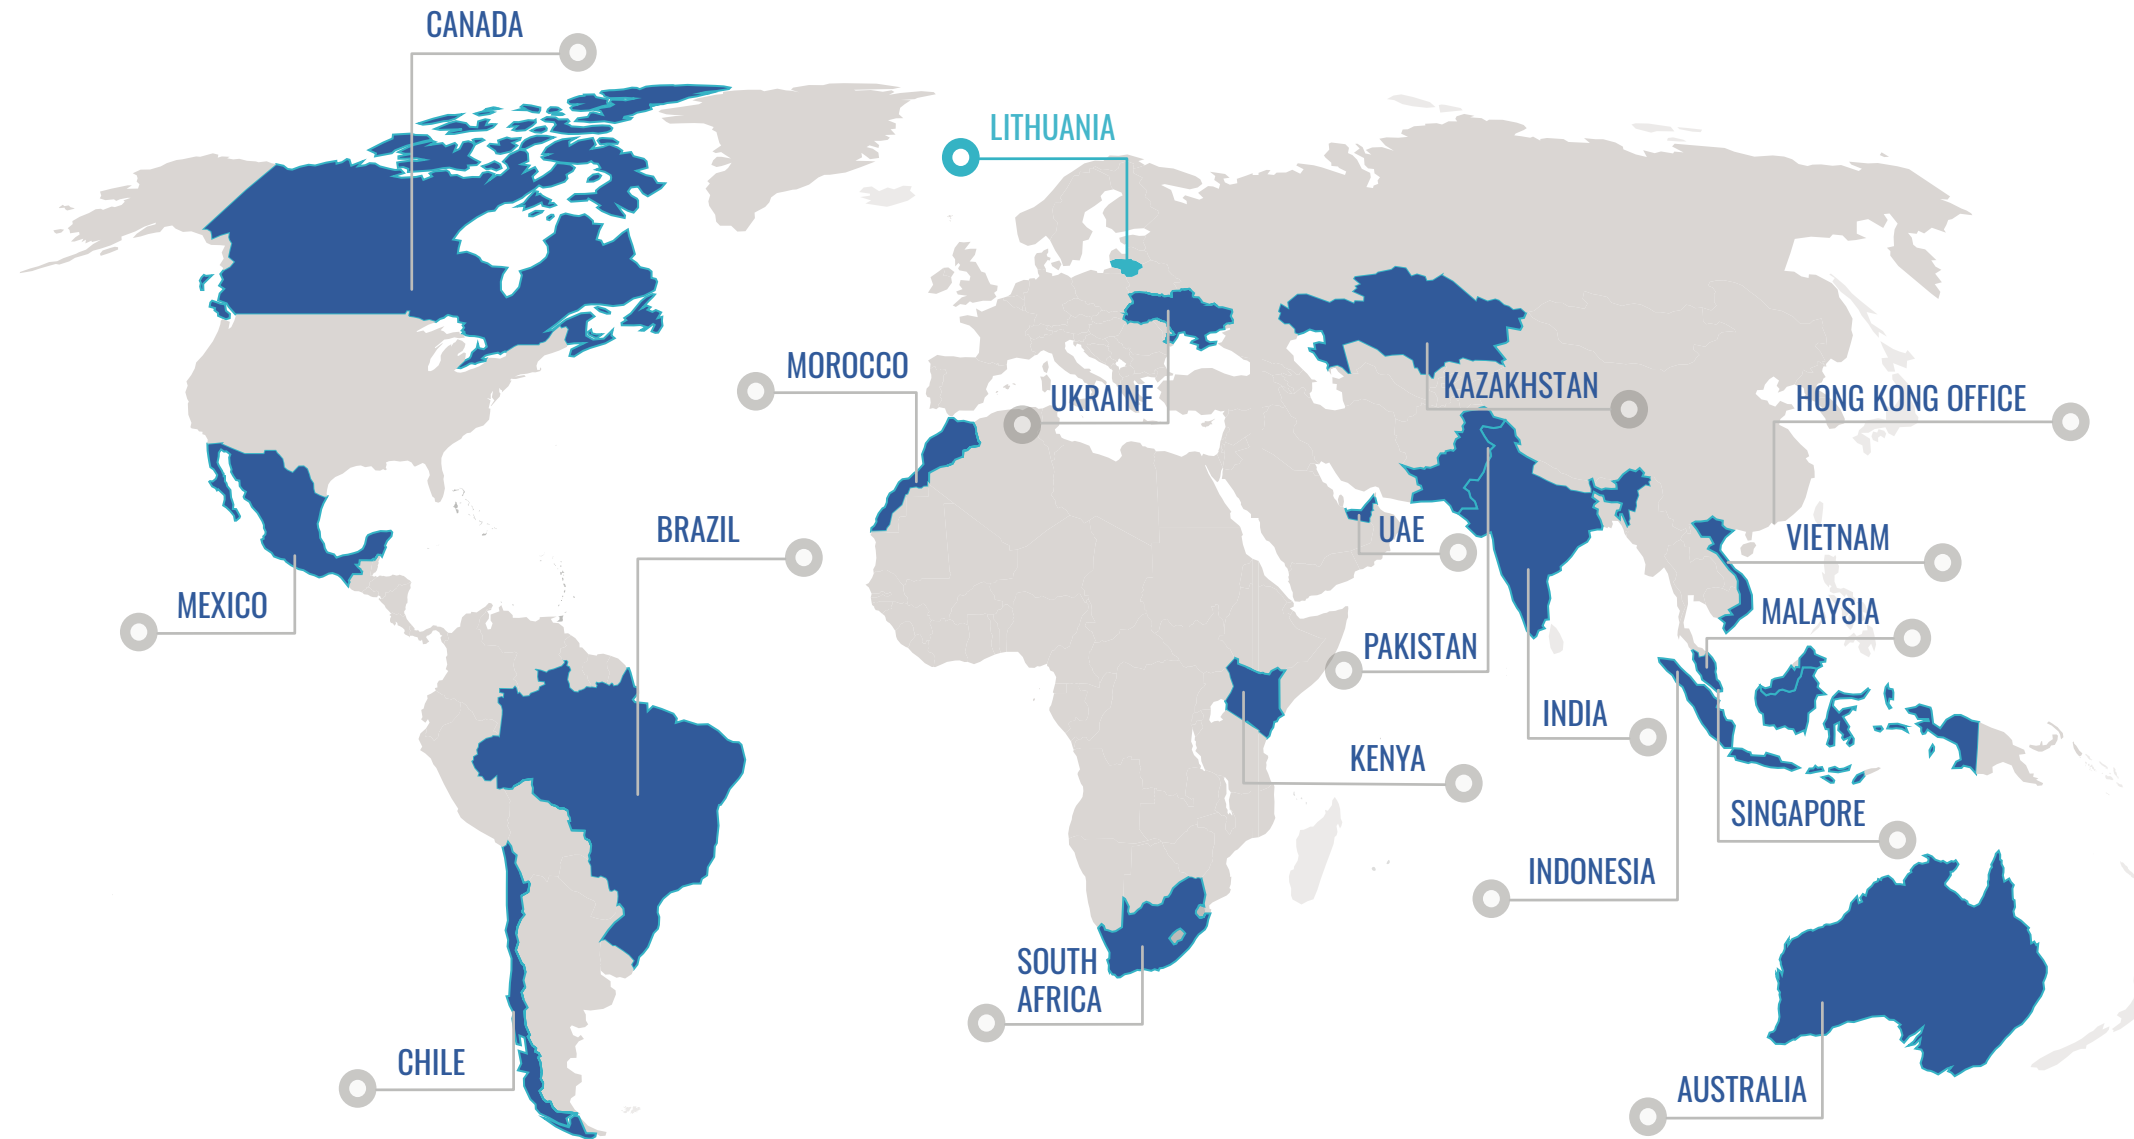 CANADA
LITHUANIA
MOROCCO
UKRAINE
KAZAKHSTAN
HONG KONG OFFICE
BRAZIL
UAE
VIETNAM
MEXICO
MALAYSIA
PAKISTAN
INDIA
KENYA
SINGAPORE
INDONESIA
SOUTH
AFRICA
CHILE
AUSTRALIA